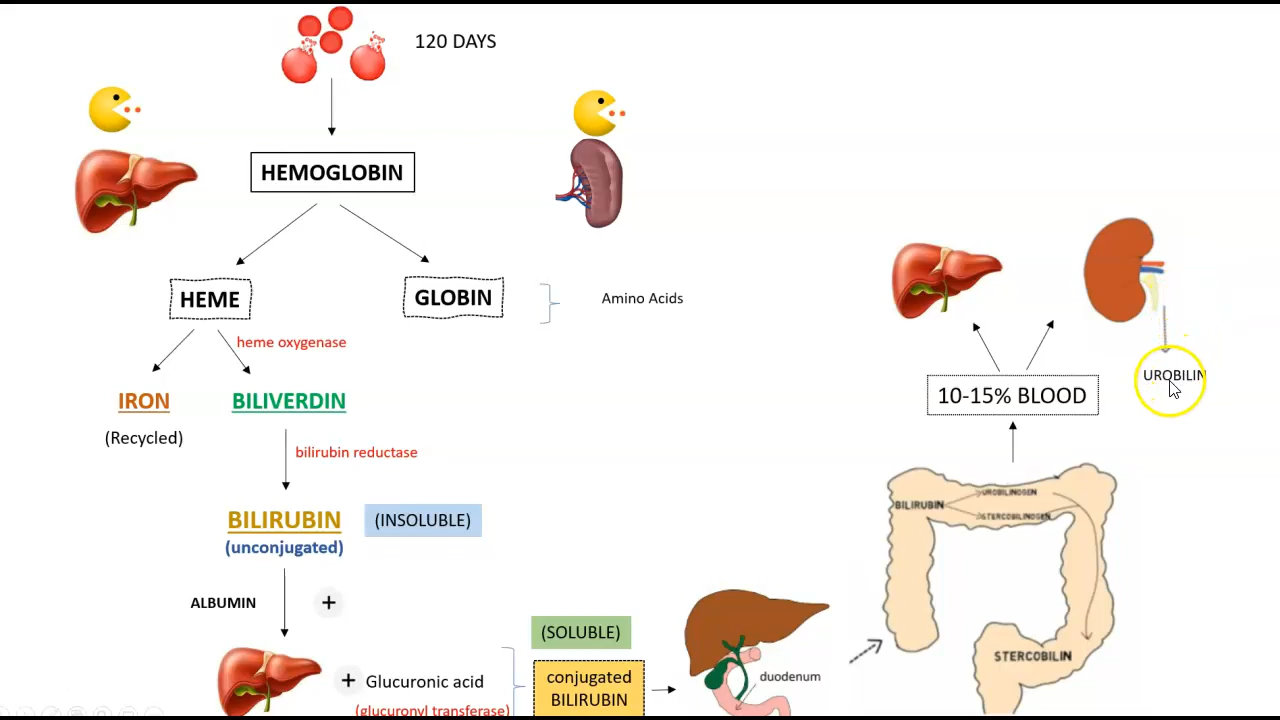 120 DAYS
HEMOGLOBIN
HEME
GLOBIN
Amino Acids
heme oxygenase
IRON
BILIVERDIN
(Recycled)
bilirubin reductase
BILIRUBIN
(INSOLUBLE)
(unconjugated)
ALBUMIN
+
+ Glucuronic acid
(glucuronyl transferase)
(SOLUBLE)
conjugated
BILIRUBIN
duodenum
BILIRUBIN
UROBILINOGEN
STERCOBILINOGEN
STERCOBILIN
10-15% BLOOD
UROBILIN